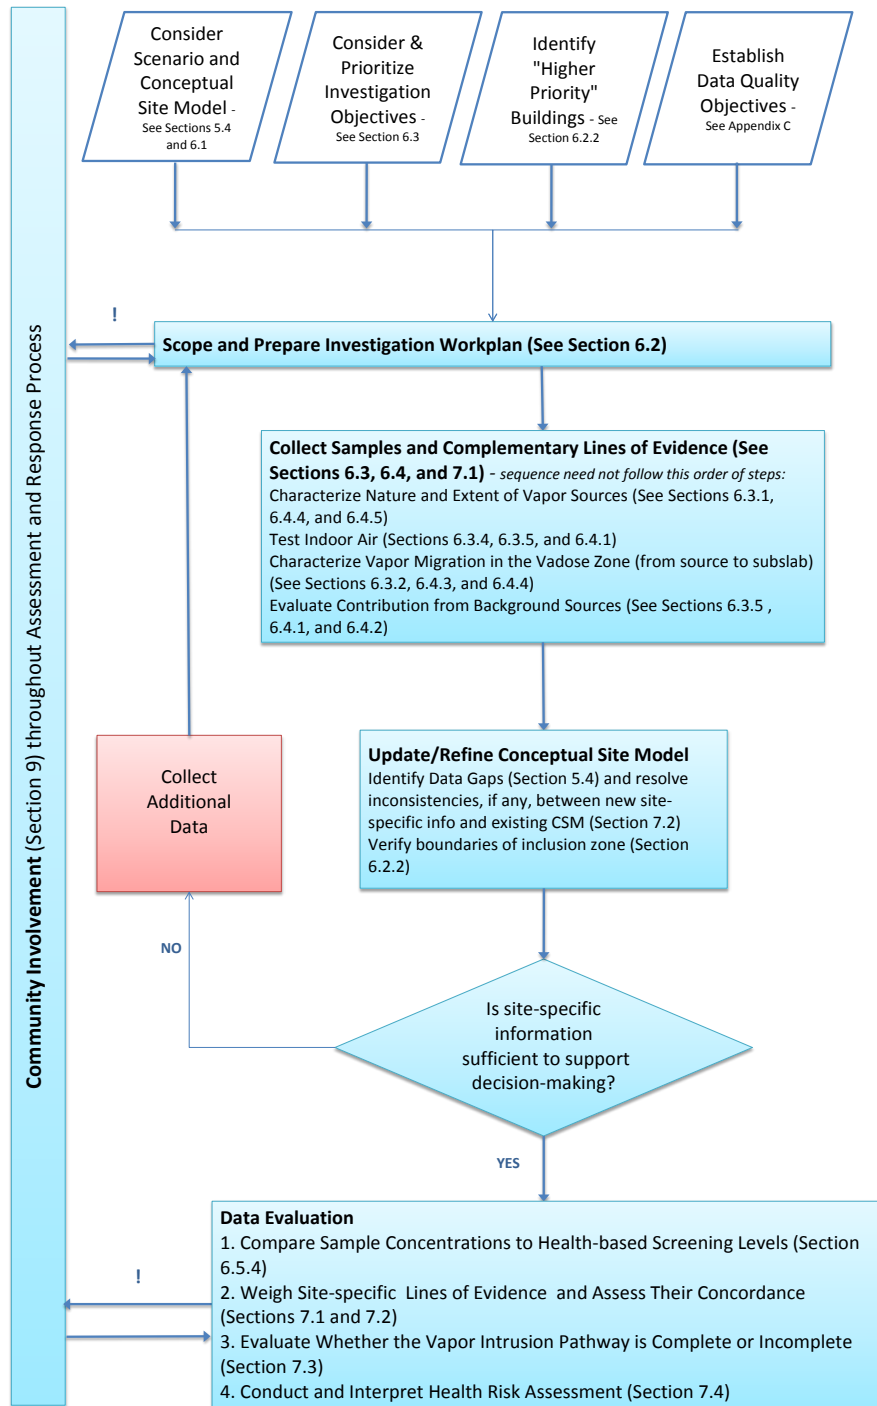 Consider
Scenario and
Conceptual
Site Model -
See Sections 5.4
and 6.1
Consider &
Prioritize
Investigation
Objectives -
See Section 6.3
Identify
"Higher
Priority"
Buildings - See
Section 6.2.2
Establish
Data Quality
Objectives -
See Appendix C
Community Involvement (Section 9) throughout Assessment and Response Process
!
Scope and Prepare Investigation Workplan (See Section 6.2)
Collect Samples and Complementary Lines of Evidence (See
Sections 6.3, 6.4, and 7.1) - sequence need not follow this order of steps:
Characterize Nature and Extent of Vapor Sources (See Sections 6.3.1,
6.4.4, and 6.4.5)
Test Indoor Air (Sections 6.3.4, 6.3.5, and 6.4.1)
Characterize Vapor Migration in the Vadose Zone (from source to subslab)
(See Sections 6.3.2, 6.4.3, and 6.4.4)
Evaluate Contribution from Background Sources (See Sections 6.3.5 ,
6.4.1, and 6.4.2)
Collect
Additional
Data
Update/Refine Conceptual Site Model
Identify Data Gaps (Section 5.4) and resolve
inconsistencies, if any, between new site-
specific info and existing CSM (Section 7.2)
Verify boundaries of inclusion zone (Section
6.2.2)
NO
Is site-specific
information
sufficient to support
decision-making?
YES
!
Data Evaluation
1. Compare Sample Concentrations to Health-based Screening Levels (Section
6.5.4)
2. Weigh Site-specific Lines of Evidence and Assess Their Concordance
(Sections 7.1 and 7.2)
3. Evaluate Whether the Vapor Intrusion Pathway is Complete or Incomplete
(Section 7.3)
4. Conduct and Interpret Health Risk Assessment (Section 7.4)